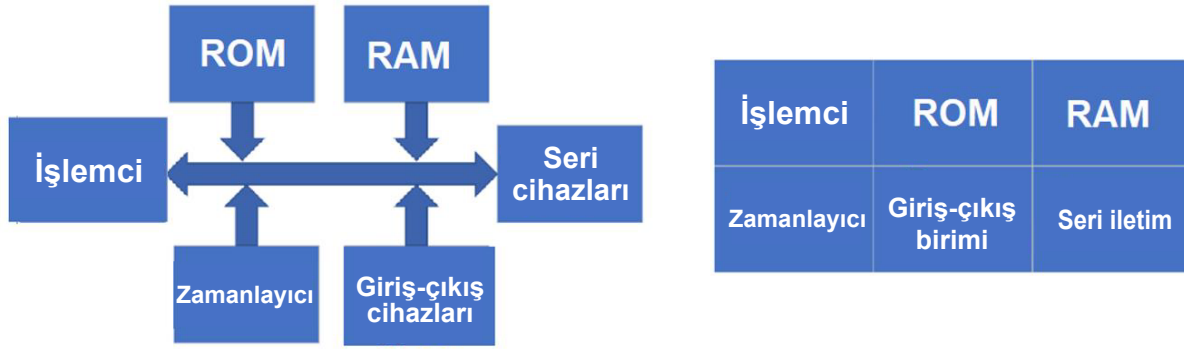 ROM
RAM
İşlemci
Seri
cihazları
Zamanlayıcı
Giriş-çıkış
cihazları
İşlemci
ROM
RAM
Zamanlayıcı
Giriş-çıkış
birimi
Seri iletim